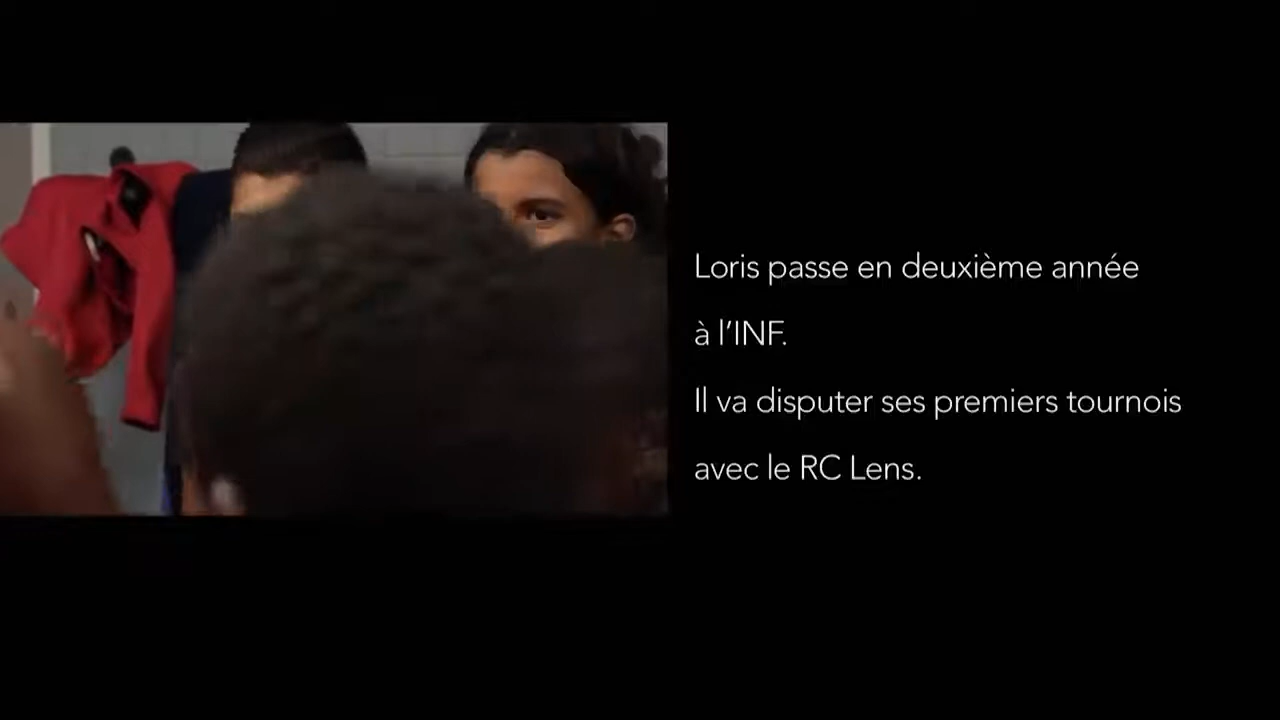 Loris passe en deuxième année
à l’INF.
Il va disputer ses premiers tournois
avec le RC Lens.